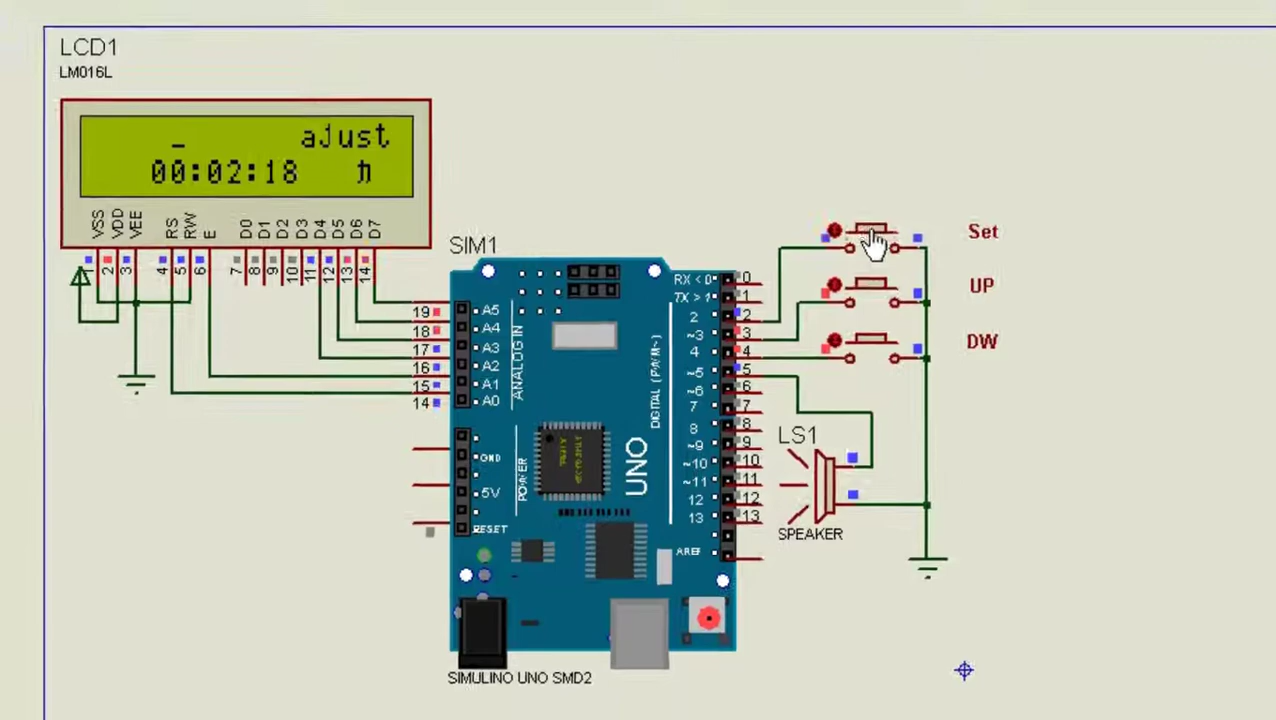 LCD1
LM016L
_ aJust
00:02:18 カ
VSS VDD VEE RS RW E D0 D1 D2 D3 D4 D5 D6 D7
1 2 3 4 5 6 7 8 9 10 11 12 13 14
SIM1
19 A5
18 A4
17 A3
16 A2
15 A1
14 A0
ANALOG IN
GND
5V
RESET
POWER
UNO
DIGITAL (PWM~)
RX < 0 0
TX > 1 1
2 2
~3 3
4 4
~5 5
~6 6
7 7
8 8
~9 9
~10 10
~11 11
12 12
13 13
AREF
SIMULINO UNO SMD2
Set
UP
DW
LS1
SPEAKER